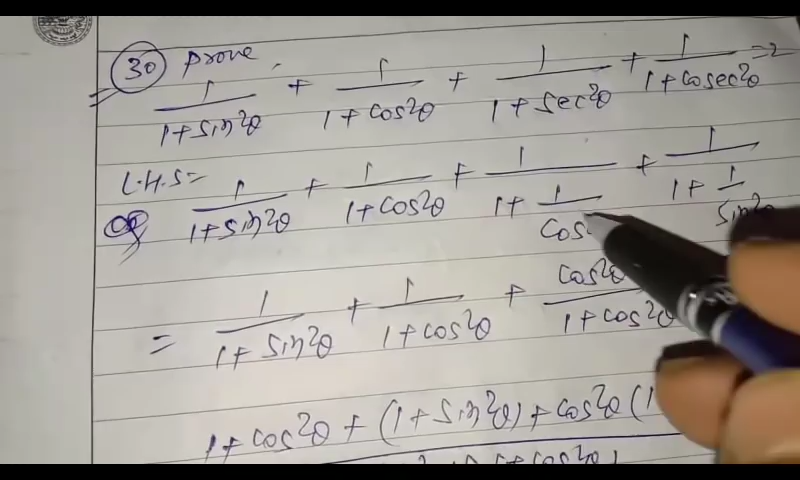 30 prove,
1/(1+sin²θ) + 1/(1+cos²θ) + 1/(1+sec²θ) + 1/(1+cosec²θ) = 2
L.H.S = 1/(1+sin²θ) + 1/(1+cos²θ) + 1/(1+1/cos²) + 1/(1+1/sin²θ)
= 1/(1+sin²θ) + 1/(1+cos²θ) + cos²θ/(1+cos²θ)
1+cos²θ + (1+sin²θ) + cos²θ (1